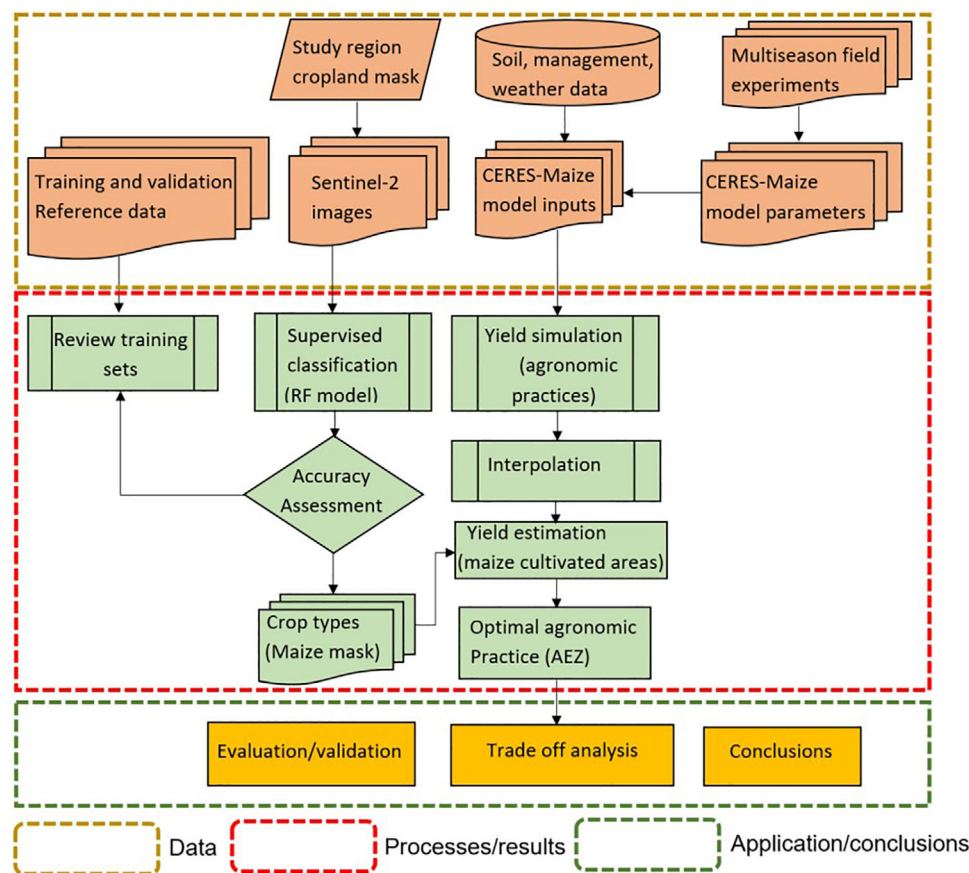 Study region
cropland mask
Soil, management,
weather data
Multiseason field
experiments
Training and validation
Reference data
Sentinel-2
images
CERES-Maize
model inputs
CERES-Maize
model parameters
Review training
sets
Supervised
classification
(RF model)
Yield simulation
(agronomic
practices)
Accuracy
Assessment
Interpolation
Yield estimation
(maize cultivated areas)
Crop types
(Maize mask)
Optimal agronomic
Practice (AEZ)
Evaluation/validation
Trade off analysis
Conclusions
Data
Processes/results
Application/conclusions